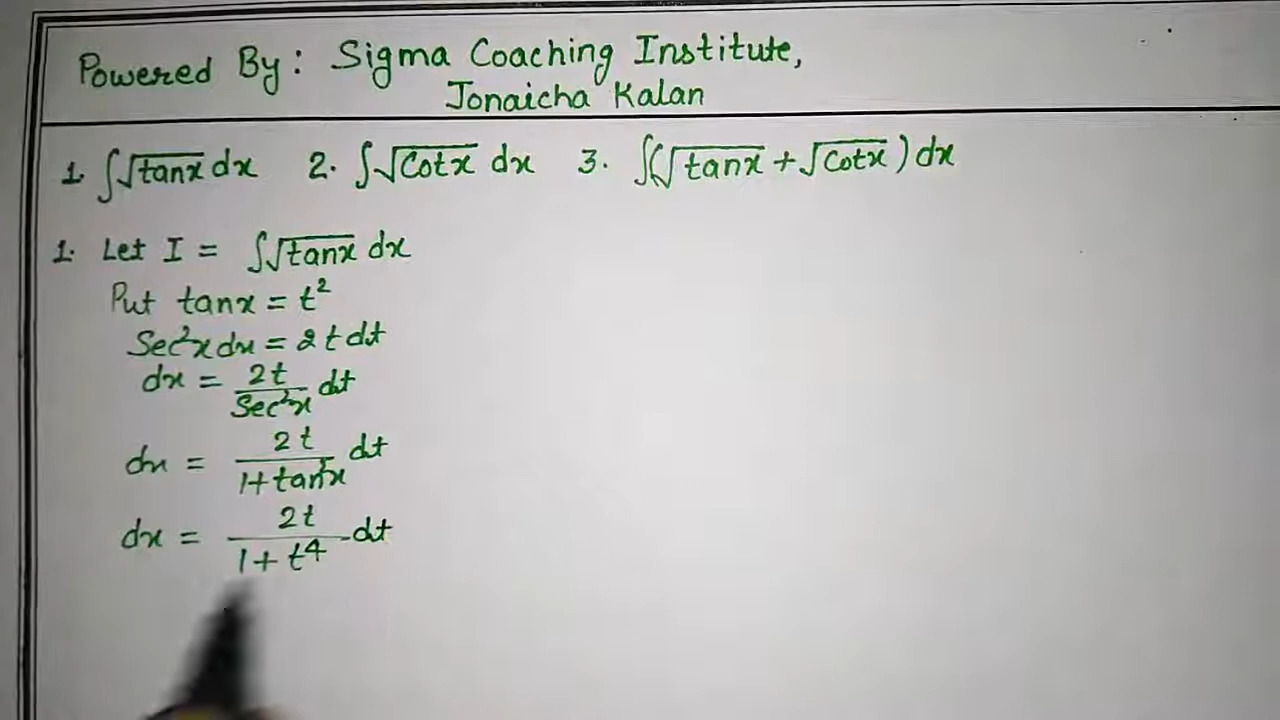 Powered By: Sigma Coaching Institute,
Jonaicha Kalan
1. ∫√tanx dx 2. ∫√Cotx dx 3. ∫(√tanx + √Cotx) dx
1. Let I = ∫√tanx dx
Put tanx = t²
Sec²x dx = 2t dt
dx = 2t/Sec²x dt
dx = 2t/1+tan²x dt
dx = 2t/1+t⁴ dt